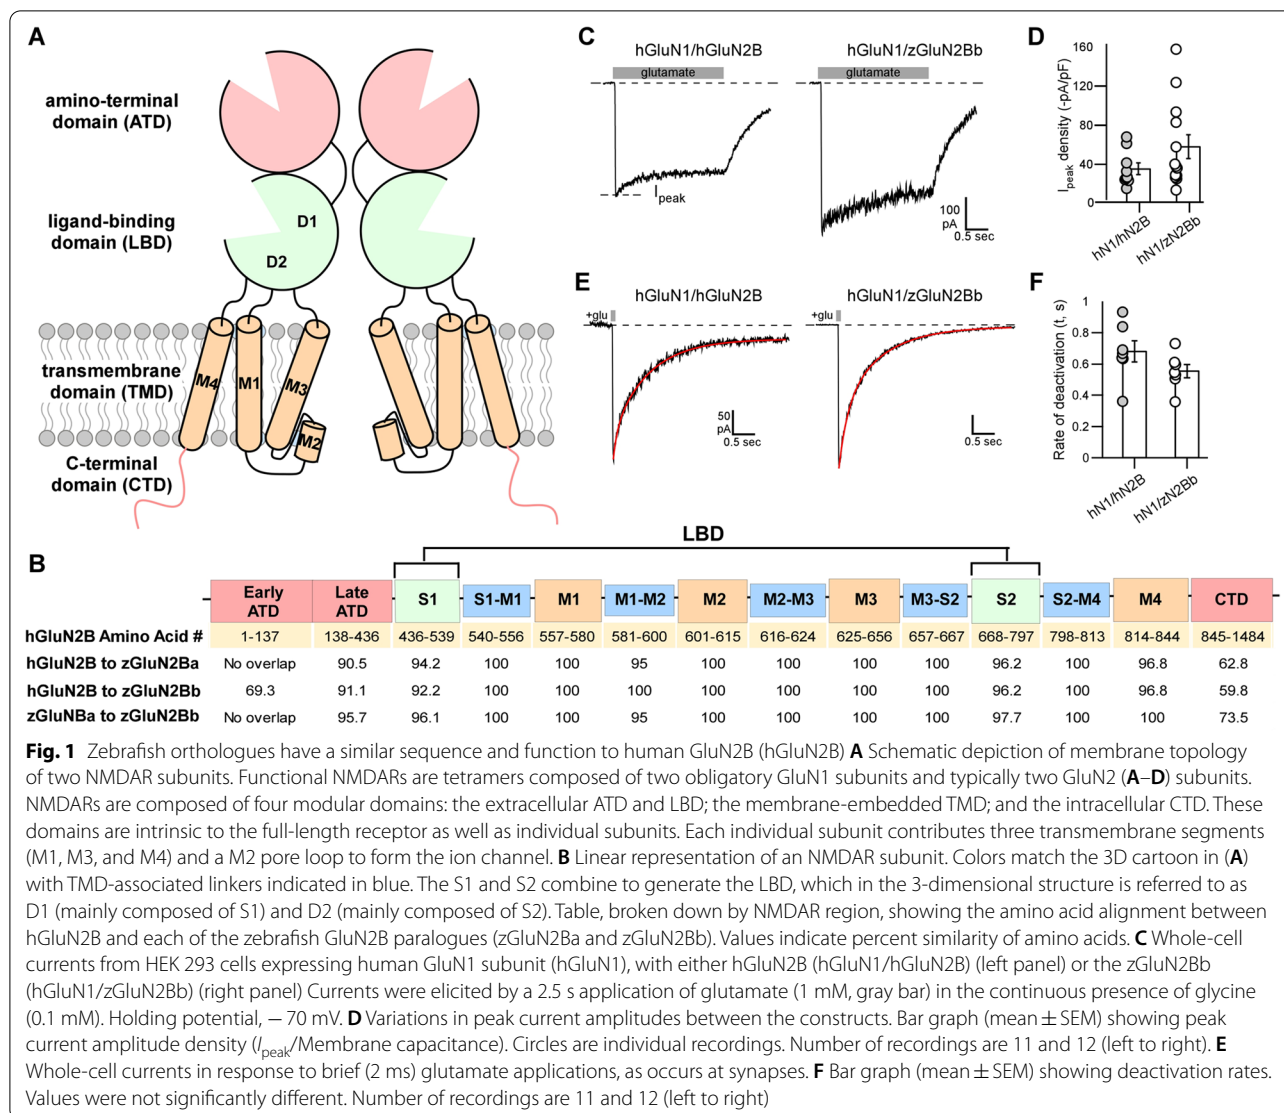 A
amino-terminal
domain (ATD)
ligand-binding
domain (LBD)
D1
D2
transmembrane
domain (TMD)
M4
M1
M3
M2
C-terminal
domain (CTD)
C
hGluN1/hGluN2B
glutamate
Ipeak
hGluN1/zGluN2Bb
glutamate
100
pA
0.5 sec
D
Ipeak density (-pA/pF)
160
120
80
40
0
hN1/hN2B
hN1/zN2Bb
E
hGluN1/hGluN2B
+glu
50
pA
0.5 sec
hGluN1/zGluN2Bb
+glu
0.5 sec
F
Rate of deactivation (t, s)
1
0.8
0.6
0.4
0.2
0
hN1/hN2B
hN1/zN2Bb
B
LBD
Early ATD Late ATD S1 S1-M1 M1 M1-M2 M2 M2-M3 M3 M3-S2 S2 S2-M4 M4 CTD
hGluN2B Amino Acid # 1-137 138-436 436-539 540-556 557-580 581-600 601-615 616-624 625-656 657-667 668-797 798-813 814-844 845-1484
hGluN2B to zGluN2Ba No overlap 90.5 94.2 100 100 95 100 100 100 100 96.2 100 96.8 62.8
hGluN2B to zGluN2Bb 69.3 91.1 92.2 100 100 100 100 100 100 100 96.2 100 96.8 59.8
zGluNBa to zGluN2Bb No overlap 95.7 96.1 100 100 95 100 100 100 100 97.7 100 100 73.5
Fig. 1 Zebrafish orthologues have a similar sequence and function to human GluN2B (hGluN2B) A Schematic depiction of membrane topology
of two NMDAR subunits. Functional NMDARs are tetramers composed of two obligatory GluN1 subunits and typically two GluN2 (A–D) subunits.
NMDARs are composed of four modular domains: the extracellular ATD and LBD; the membrane-embedded TMD; and the intracellular CTD. These
domains are intrinsic to the full-length receptor as well as individual subunits. Each individual subunit contributes three transmembrane segments
(M1, M3, and M4) and a M2 pore loop to form the ion channel. B Linear representation of an NMDAR subunit. Colors match the 3D cartoon in (A)
with TMD-associated linkers indicated in blue. The S1 and S2 combine to generate the LBD, which in the 3-dimensional structure is referred to as
D1 (mainly composed of S1) and D2 (mainly composed of S2). Table, broken down by NMDAR region, showing the amino acid alignment between
hGluN2B and each of the zebrafish GluN2B paralogues (zGluN2Ba and zGluN2Bb). Values indicate percent similarity of amino acids. C Whole-cell
currents from HEK 293 cells expressing human GluN1 subunit (hGluN1), with either hGluN2B (hGluN1/hGluN2B) (left panel) or the zGluN2Bb
(hGluN1/zGluN2Bb) (right panel) Currents were elicited by a 2.5 s application of glutamate (1 mM, gray bar) in the continuous presence of glycine
(0.1 mM). Holding potential, − 70 mV. D Variations in peak current amplitudes between the constructs. Bar graph (mean ± SEM) showing peak
current amplitude density (Ipeak/Membrane capacitance). Circles are individual recordings. Number of recordings are 11 and 12 (left to right). E
Whole-cell currents in response to brief (2 ms) glutamate applications, as occurs at synapses. F Bar graph (mean ± SEM) showing deactivation rates.
Values were not significantly different. Number of recordings are 11 and 12 (left to right)